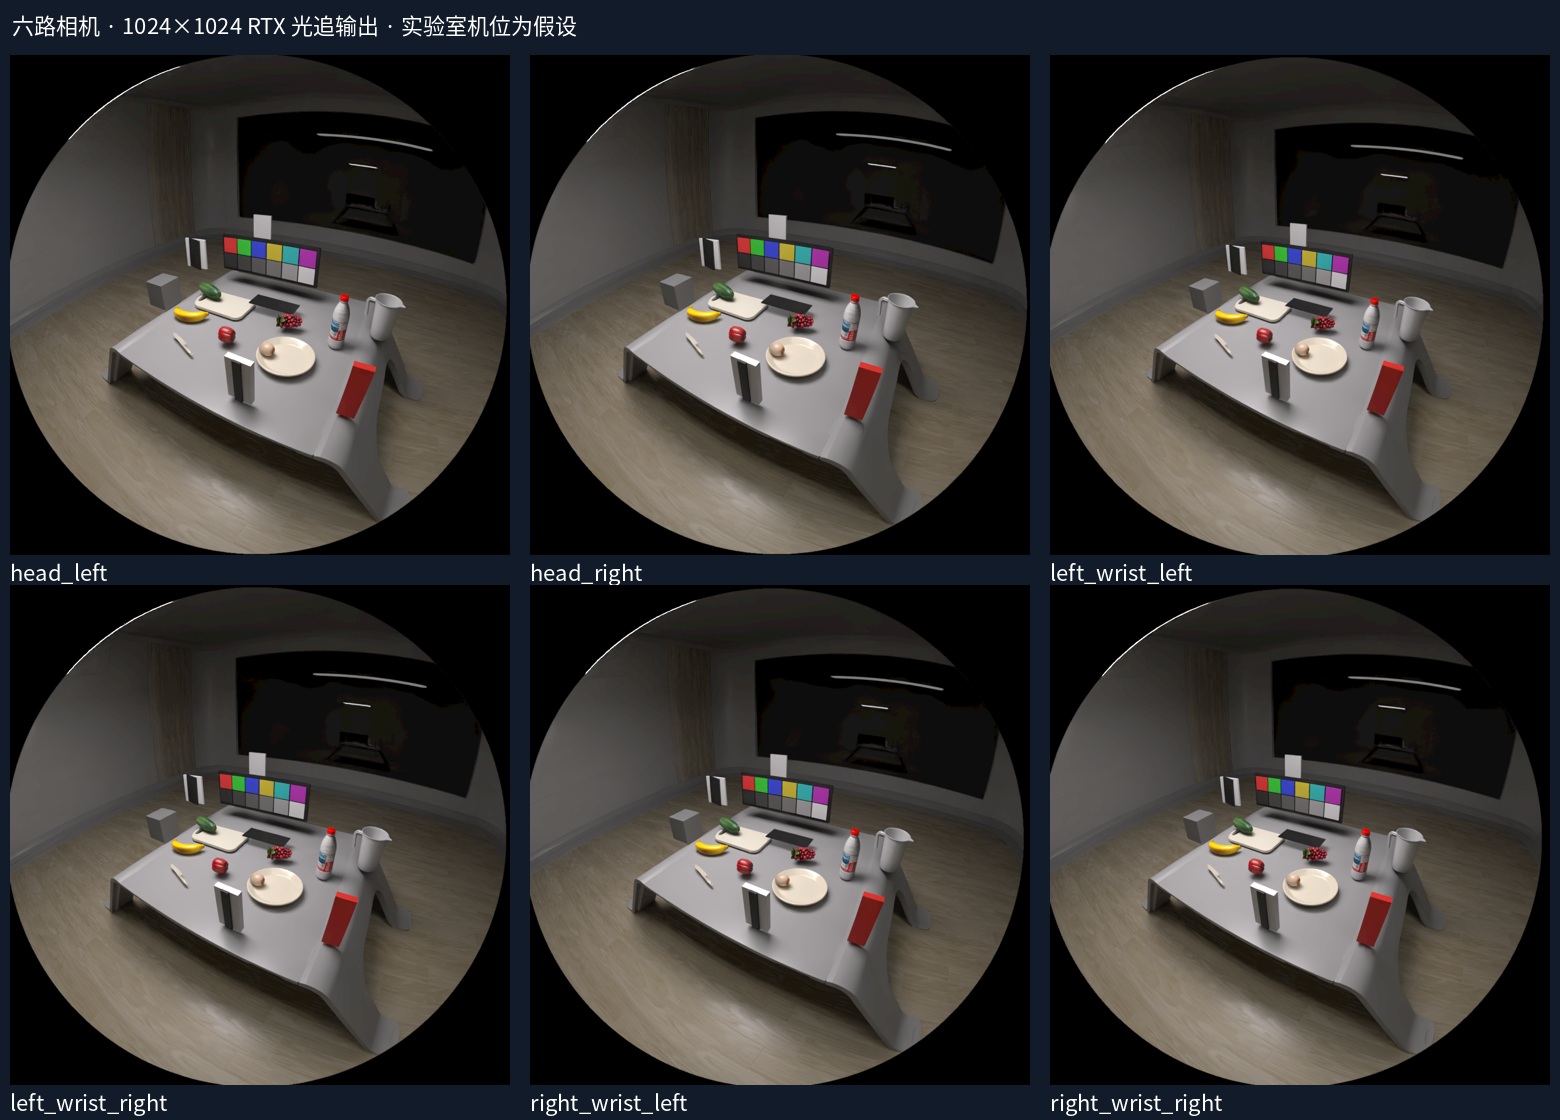 六路相机 · 1024×1024 RTX 光追输出 · 实验室机位为假设
head_left
head_right
left_wrist_left
left_wrist_right
right_wrist_left
right_wrist_right